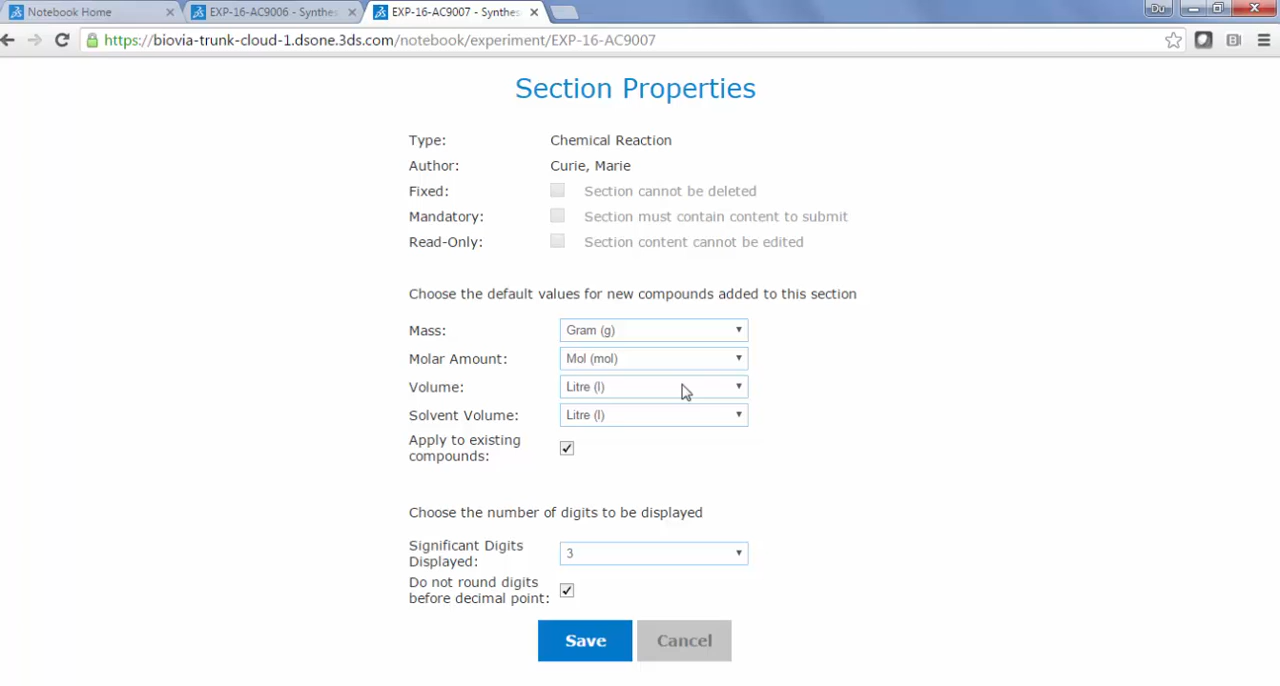 Notebook Home
EXP-16-AC9006 - Synthes
EXP-16-AC9007 - Synthes
Du
https://biovia-trunk-cloud-1.dsone.3ds.com/notebook/experiment/EXP-16-AC9007
Section Properties
Type: Chemical Reaction
Author: Curie, Marie
Fixed: Section cannot be deleted
Mandatory: Section must contain content to submit
Read-Only: Section content cannot be edited
Choose the default values for new compounds added to this section
Mass: Gram (g)
Molar Amount: Mol (mol)
Volume: Litre (l)
Solvent Volume: Litre (l)
Apply to existing
compounds:
Choose the number of digits to be displayed
Significant Digits
Displayed: 3
Do not round digits
before decimal point:
Save Cancel